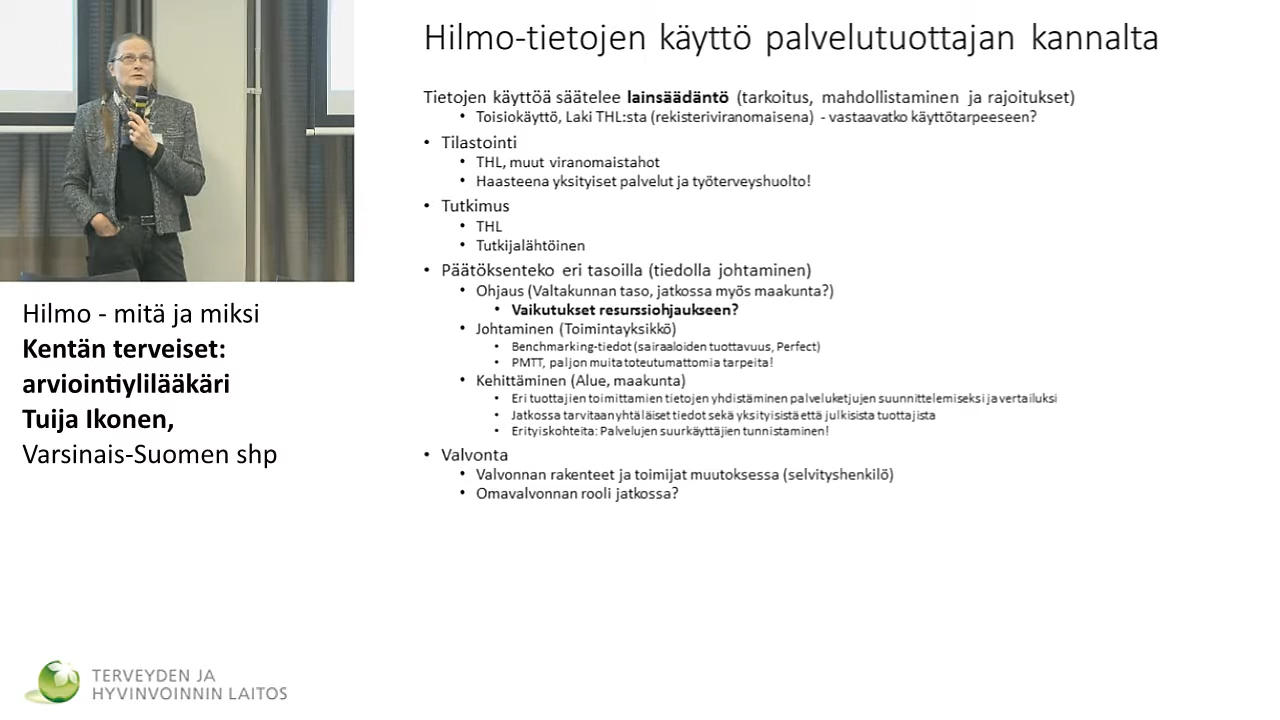 Hilmo-tietojen käyttö palvelutuottajan kannalta
Tietojen käyttöä säätelee lainsäädäntö (tarkoitus, mahdollistaminen ja rajoitukset)
• Toisiokäyttö, Laki THL:sta (rekisteriviranomaisena) - vastaavatko käyttötarpeeseen?
• Tilastointi
• THL, muut viranomaistahot
• Haasteena yksityiset palvelut ja työterveyshuolto!
• Tutkimus
• THL
• Tutkijalähtöinen
• Päätöksenteko eri tasoilla (tiedolla johtaminen)
• Ohjaus (Valtakunnan taso, jatkossa myös maakunta?)
• Vaikutukset resurssiohjaukseen?
• Johtaminen (Toimintayksikkö)
• Benchmarking-tiedot (sairaaloiden tuottavuus, Perfect)
• PMTT, paljon muita toteutumattomia tarpeita!
• Kehittäminen (Alue, maakunta)
• Eri tuottajien toimittamien tietojen yhdistäminen palveluketjujen suunnittelemiseksi ja vertailuksi
• Jatkossa tarvitaan yhtäläiset tiedot sekä yksityisistä että julkisista tuottajista
• Erityiskohteita: Palvelujen suurkäyttäjien tunnistaminen!
• Valvonta
• Valvonnan rakenteet ja toimijat muutoksessa (selvityshenkilö)
• Omavalvonnan rooli jatkossa?
Hilmo - mitä ja miksi
Kentän terveiset:
arviointiylilääkäri
Tuija Ikonen,
Varsinais-Suomen shp
TERVEYDEN JA
HYVINVOINNIN LAITOS